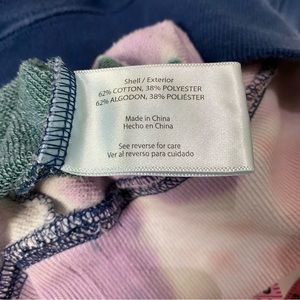 Shell / Exterior
62% COTTON, 38% POLYESTER
62% ALGODON, 38% POLIÉSTER
Made in China
Hecho en China
See reverse for care
Ver al reverso para cuidado